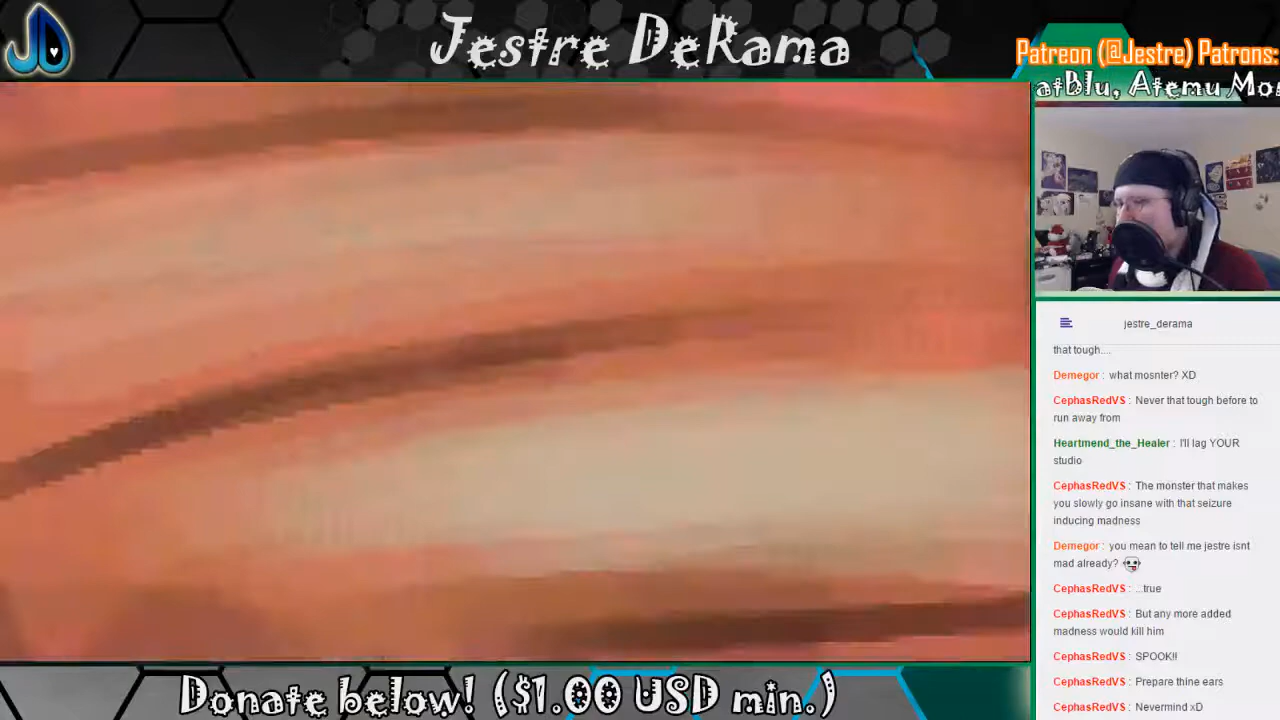 JD
Jestre DeRama
Patreon (@Jestre) Patrons:
atBlu, Atemu Mo
jestre_derama
that tough....
Demegor : what mosnter? XD
CephasRedVS : Never that tough before to
run away from
Heartmend_the_Healer : I'll lag YOUR
studio
CephasRedVS : The monster that makes
you slowly go insane with that seizure
inducing madness
Demegor : you mean to tell me jestre isnt
mad already?
CephasRedVS : ...true
CephasRedVS : But any more added
madness would kill him
CephasRedVS : SPOOK!!
CephasRedVS : Prepare thine ears
CephasRedVS : Nevermind xD
Donate below! ($1.00 USD min.)